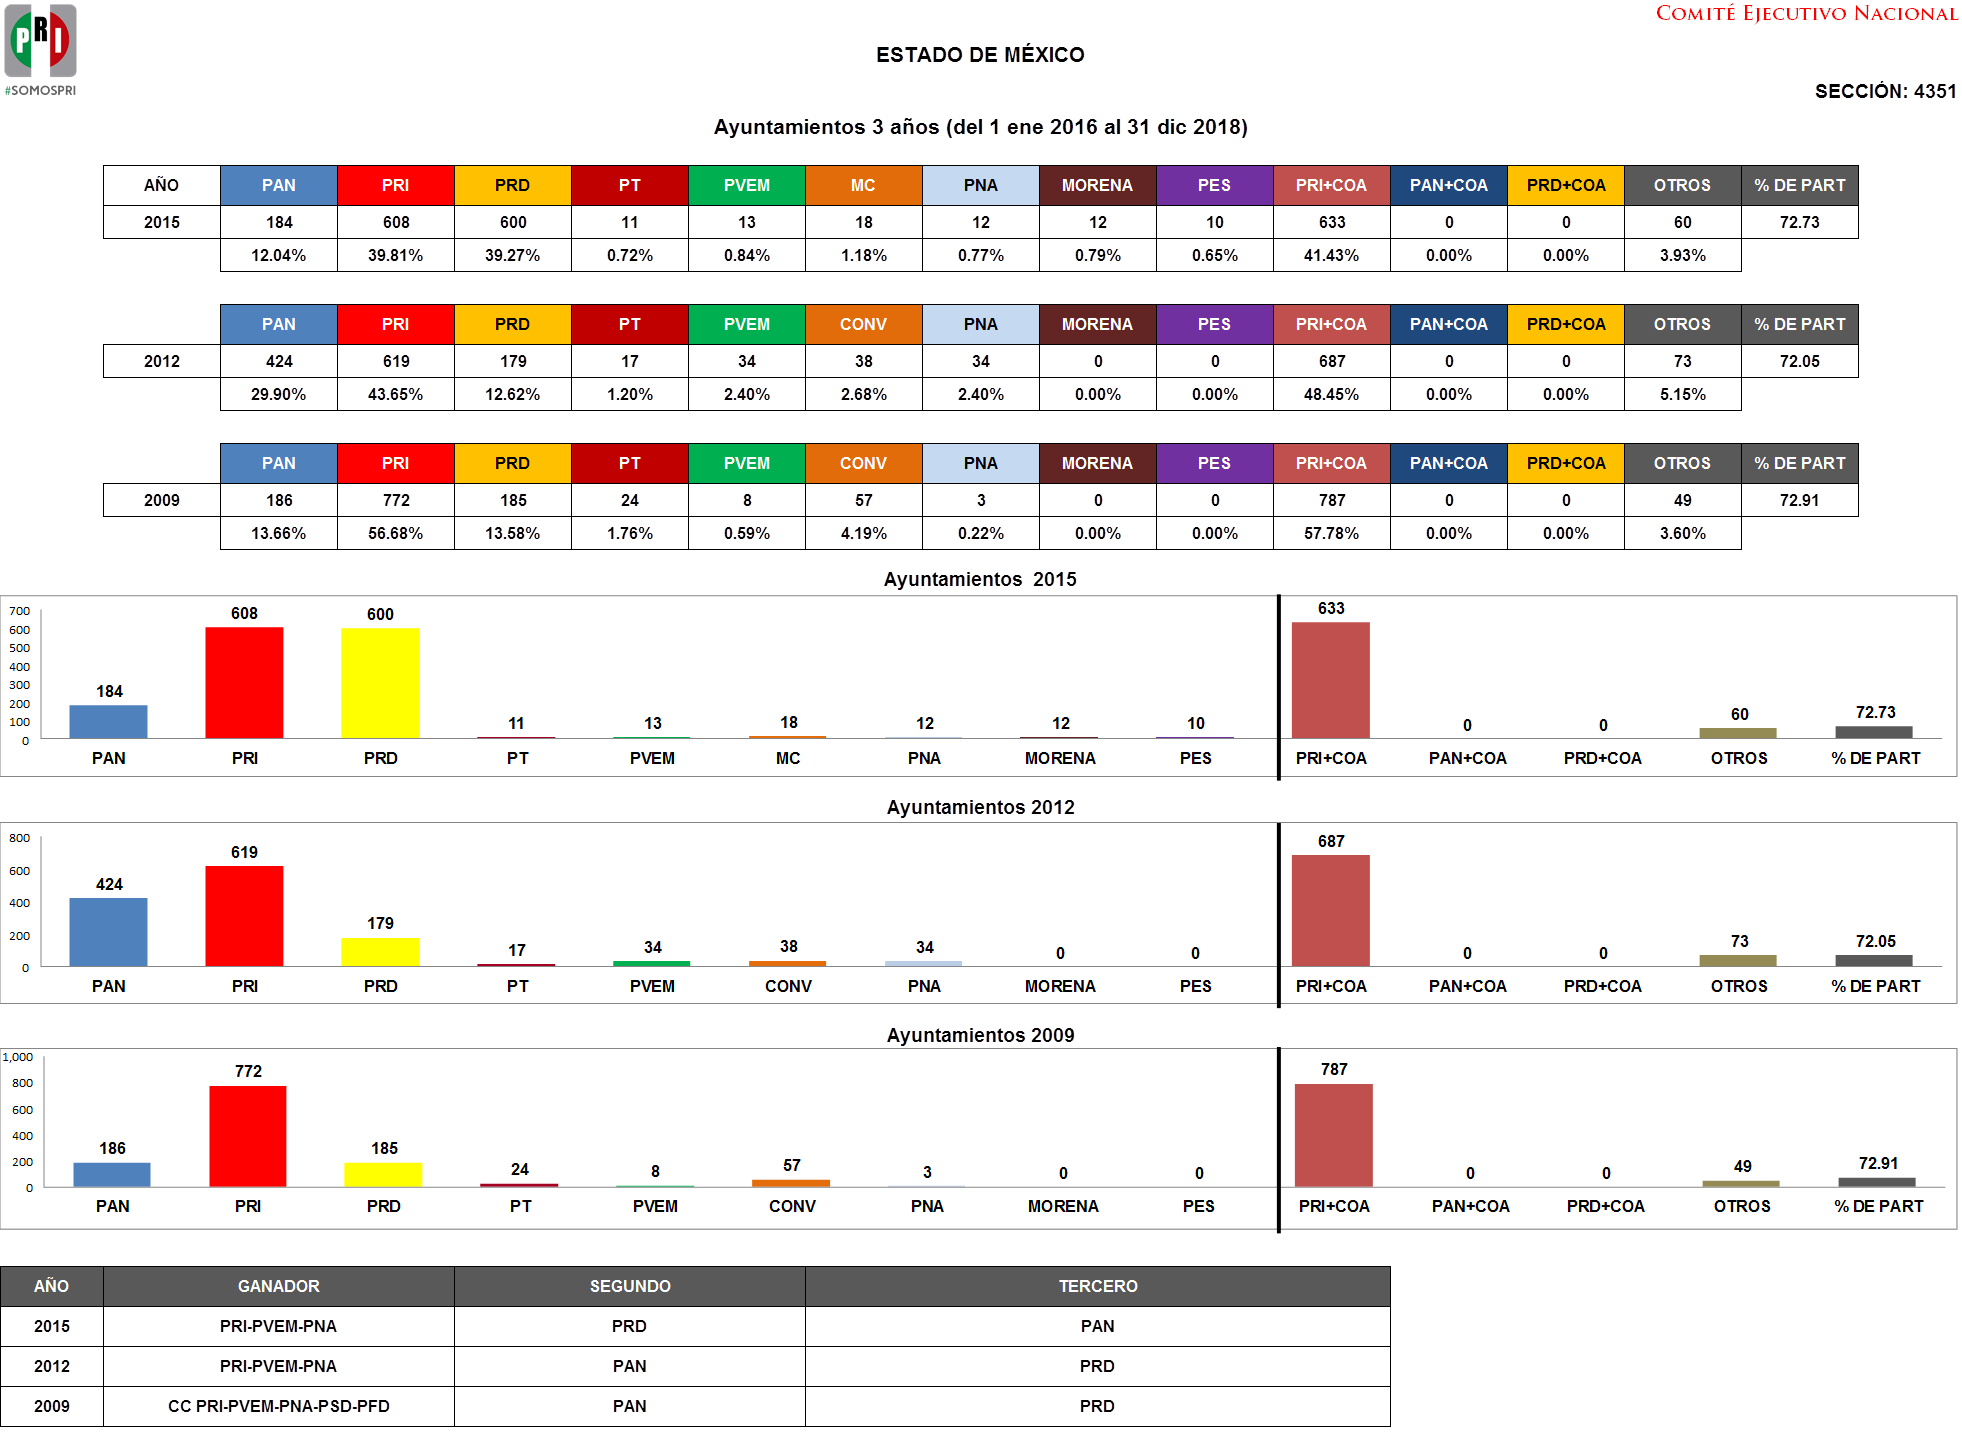 PRI
#SOMOSPRI
COMITÉ EJECUTIVO NACIONAL
ESTADO DE MÉXICO
SECCIÓN: 4351
Ayuntamientos 3 años (del 1 ene 2016 al 31 dic 2018)
AÑO PAN PRI PRD PT PVEM MC PNA MORENA PES PRI+COA PAN+COA PRD+COA OTROS % DE PART
2015 184 608 600 11 13 18 12 12 10 633 0 0 60 72.73
12.04% 39.81% 39.27% 0.72% 0.84% 1.18% 0.77% 0.79% 0.65% 41.43% 0.00% 0.00% 3.93%
PAN PRI PRD PT PVEM CONV PNA MORENA PES PRI+COA PAN+COA PRD+COA OTROS % DE PART
2012 424 619 179 17 34 38 34 0 0 687 0 0 73 72.05
29.90% 43.65% 12.62% 1.20% 2.40% 2.68% 2.40% 0.00% 0.00% 48.45% 0.00% 0.00% 5.15%
PAN PRI PRD PT PVEM CONV PNA MORENA PES PRI+COA PAN+COA PRD+COA OTROS % DE PART
2009 186 772 185 24 8 57 3 0 0 787 0 0 49 72.91
13.66% 56.68% 13.58% 1.76% 0.59% 4.19% 0.22% 0.00% 0.00% 57.78% 0.00% 0.00% 3.60%
Ayuntamientos 2015
700
600
500
400
300
200
100
0
184 608 600 11 13 18 12 12 10 633 0 0 60 72.73
PAN PRI PRD PT PVEM MC PNA MORENA PES PRI+COA PAN+COA PRD+COA OTROS % DE PART
Ayuntamientos 2012
800
600
400
200
0
424 619 179 17 34 38 34 0 0 687 0 0 73 72.05
PAN PRI PRD PT PVEM CONV PNA MORENA PES PRI+COA PAN+COA PRD+COA OTROS % DE PART
Ayuntamientos 2009
1,000
800
600
400
200
0
186 772 185 24 8 57 3 0 0 787 0 0 49 72.91
PAN PRI PRD PT PVEM CONV PNA MORENA PES PRI+COA PAN+COA PRD+COA OTROS % DE PART
AÑO GANADOR SEGUNDO TERCERO
2015 PRI-PVEM-PNA PRD PAN
2012 PRI-PVEM-PNA PAN PRD
2009 CC PRI-PVEM-PNA-PSD-PFD PAN PRD